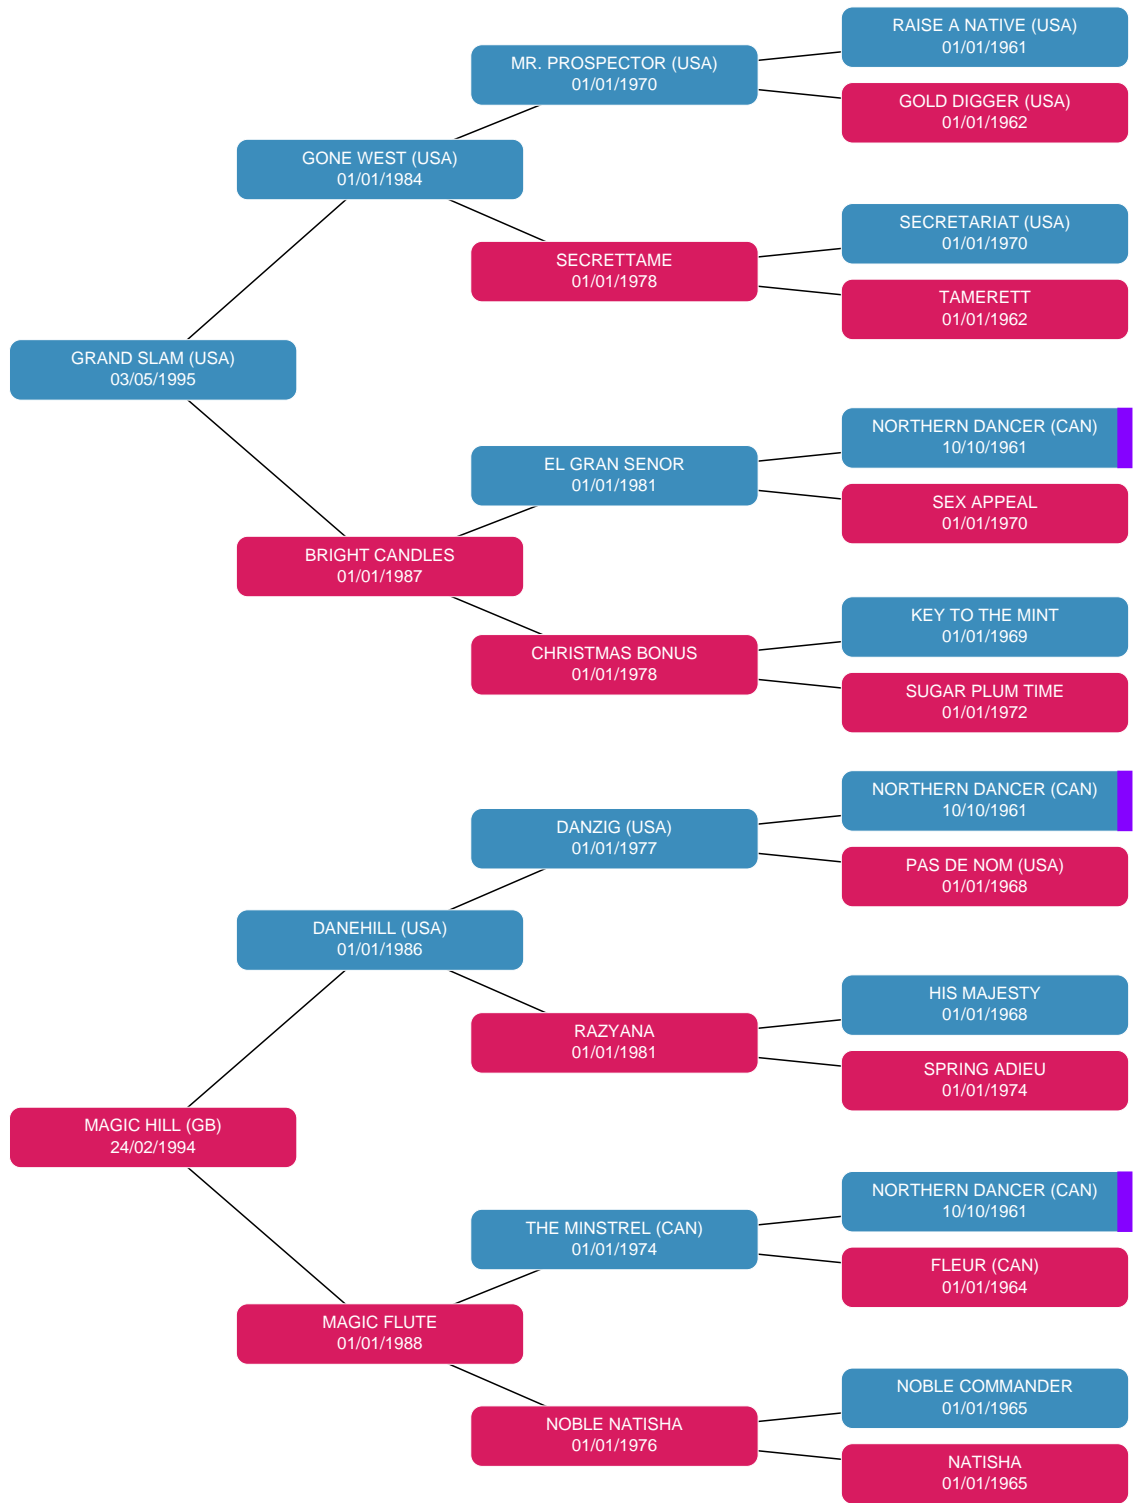 RAISE A NATIVE (USA)
01/01/1961
MR. PROSPECTOR (USA)
01/01/1970
GOLD DIGGER (USA)
01/01/1962
GONE WEST (USA)
01/01/1984
SECRETARIAT (USA)
01/01/1970
SECRETTAME
01/01/1978
TAMERETT
01/01/1962
GRAND SLAM (USA)
03/05/1995
NORTHERN DANCER (CAN)
10/10/1961
EL GRAN SENOR
01/01/1981
SEX APPEAL
01/01/1970
BRIGHT CANDLES
01/01/1987
KEY TO THE MINT
01/01/1969
CHRISTMAS BONUS
01/01/1978
SUGAR PLUM TIME
01/01/1972
NORTHERN DANCER (CAN)
10/10/1961
DANZIG (USA)
01/01/1977
PAS DE NOM (USA)
01/01/1968
DANEHILL (USA)
01/01/1986
HIS MAJESTY
01/01/1968
RAZYANA
01/01/1981
SPRING ADIEU
01/01/1974
MAGIC HILL (GB)
24/02/1994
NORTHERN DANCER (CAN)
10/10/1961
THE MINSTREL (CAN)
01/01/1974
FLEUR (CAN)
01/01/1964
MAGIC FLUTE
01/01/1988
NOBLE COMMANDER
01/01/1965
NOBLE NATISHA
01/01/1976
NATISHA
01/01/1965